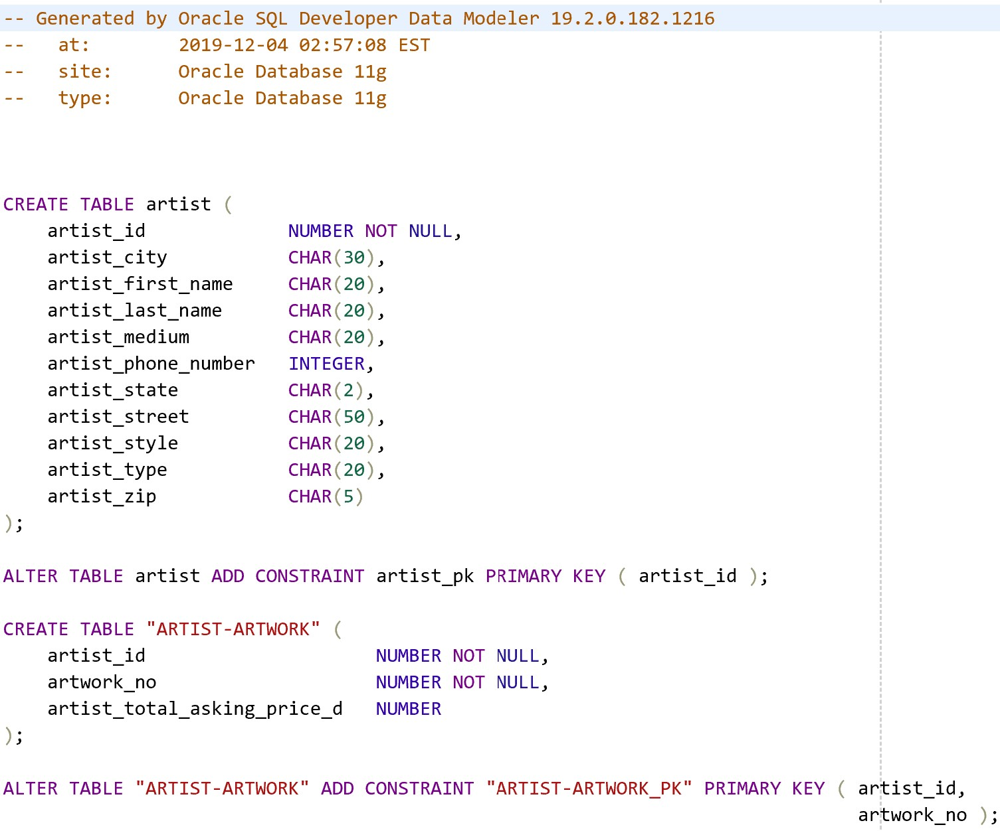 -- Generated by Oracle SQL Developer Data Modeler 19.2.0.182.1216
--   at:        2019-12-04 02:57:08 EST
--   site:      Oracle Database 11g
--   type:      Oracle Database 11g
CREATE TABLE artist (
    artist_id             NUMBER NOT NULL,
    artist_city           CHAR(30),
    artist_first_name     CHAR(20),
    artist_last_name      CHAR(20),
    artist_medium         CHAR(20),
    artist_phone_number   INTEGER,
    artist_state          CHAR(2),
    artist_street         CHAR(50),
    artist_style          CHAR(20),
    artist_type           CHAR(20),
    artist_zip            CHAR(5)
);
ALTER TABLE artist ADD CONSTRAINT artist_pk PRIMARY KEY ( artist_id );
CREATE TABLE "ARTIST-ARTWORK" (
    artist_id                     NUMBER NOT NULL,
    artwork_no                    NUMBER NOT NULL,
    artist_total_asking_price_d   NUMBER
);
ALTER TABLE "ARTIST-ARTWORK" ADD CONSTRAINT "ARTIST-ARTWORK_PK" PRIMARY KEY ( artist_id,
                                                                              artwork_no );